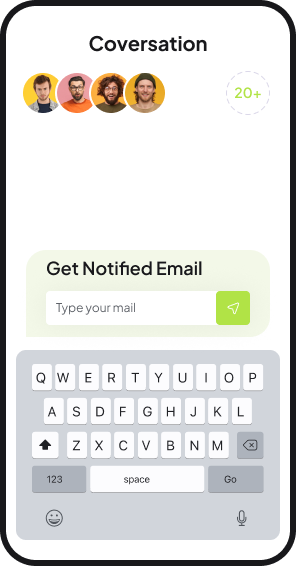 Coversation
20+
Get Notified Email
Type your mail
Q W E R T Y U I O P
A S D F G H J K L
Z X C V B N M
123 space Go